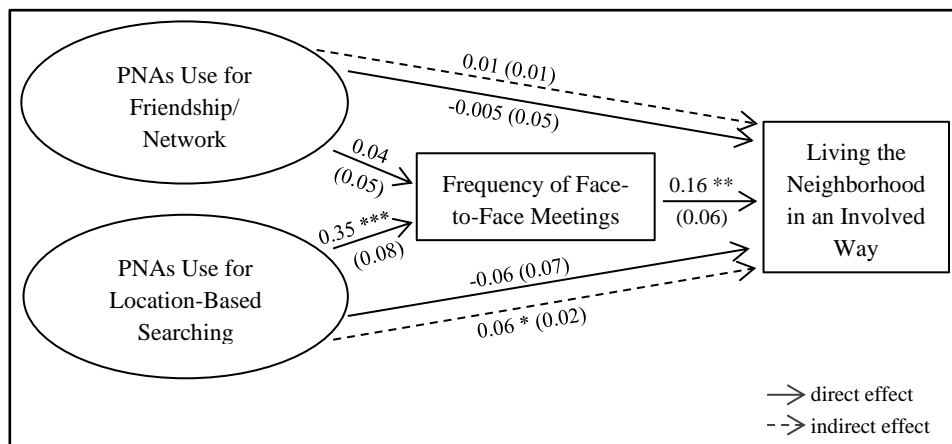 PNAs Use for
Friendship/
Network
0.01 (0.01)
-0.005 (0.05)
0.04
(0.05)
Frequency of Face-
to-Face Meetings
0.16 **
(0.06)
Living the
Neighborhood
in an Involved
Way
0.35 ***
(0.08)
PNAs Use for
Location-Based
Searching
-0.06 (0.07)
0.06 * (0.02)
direct effect
indirect effect